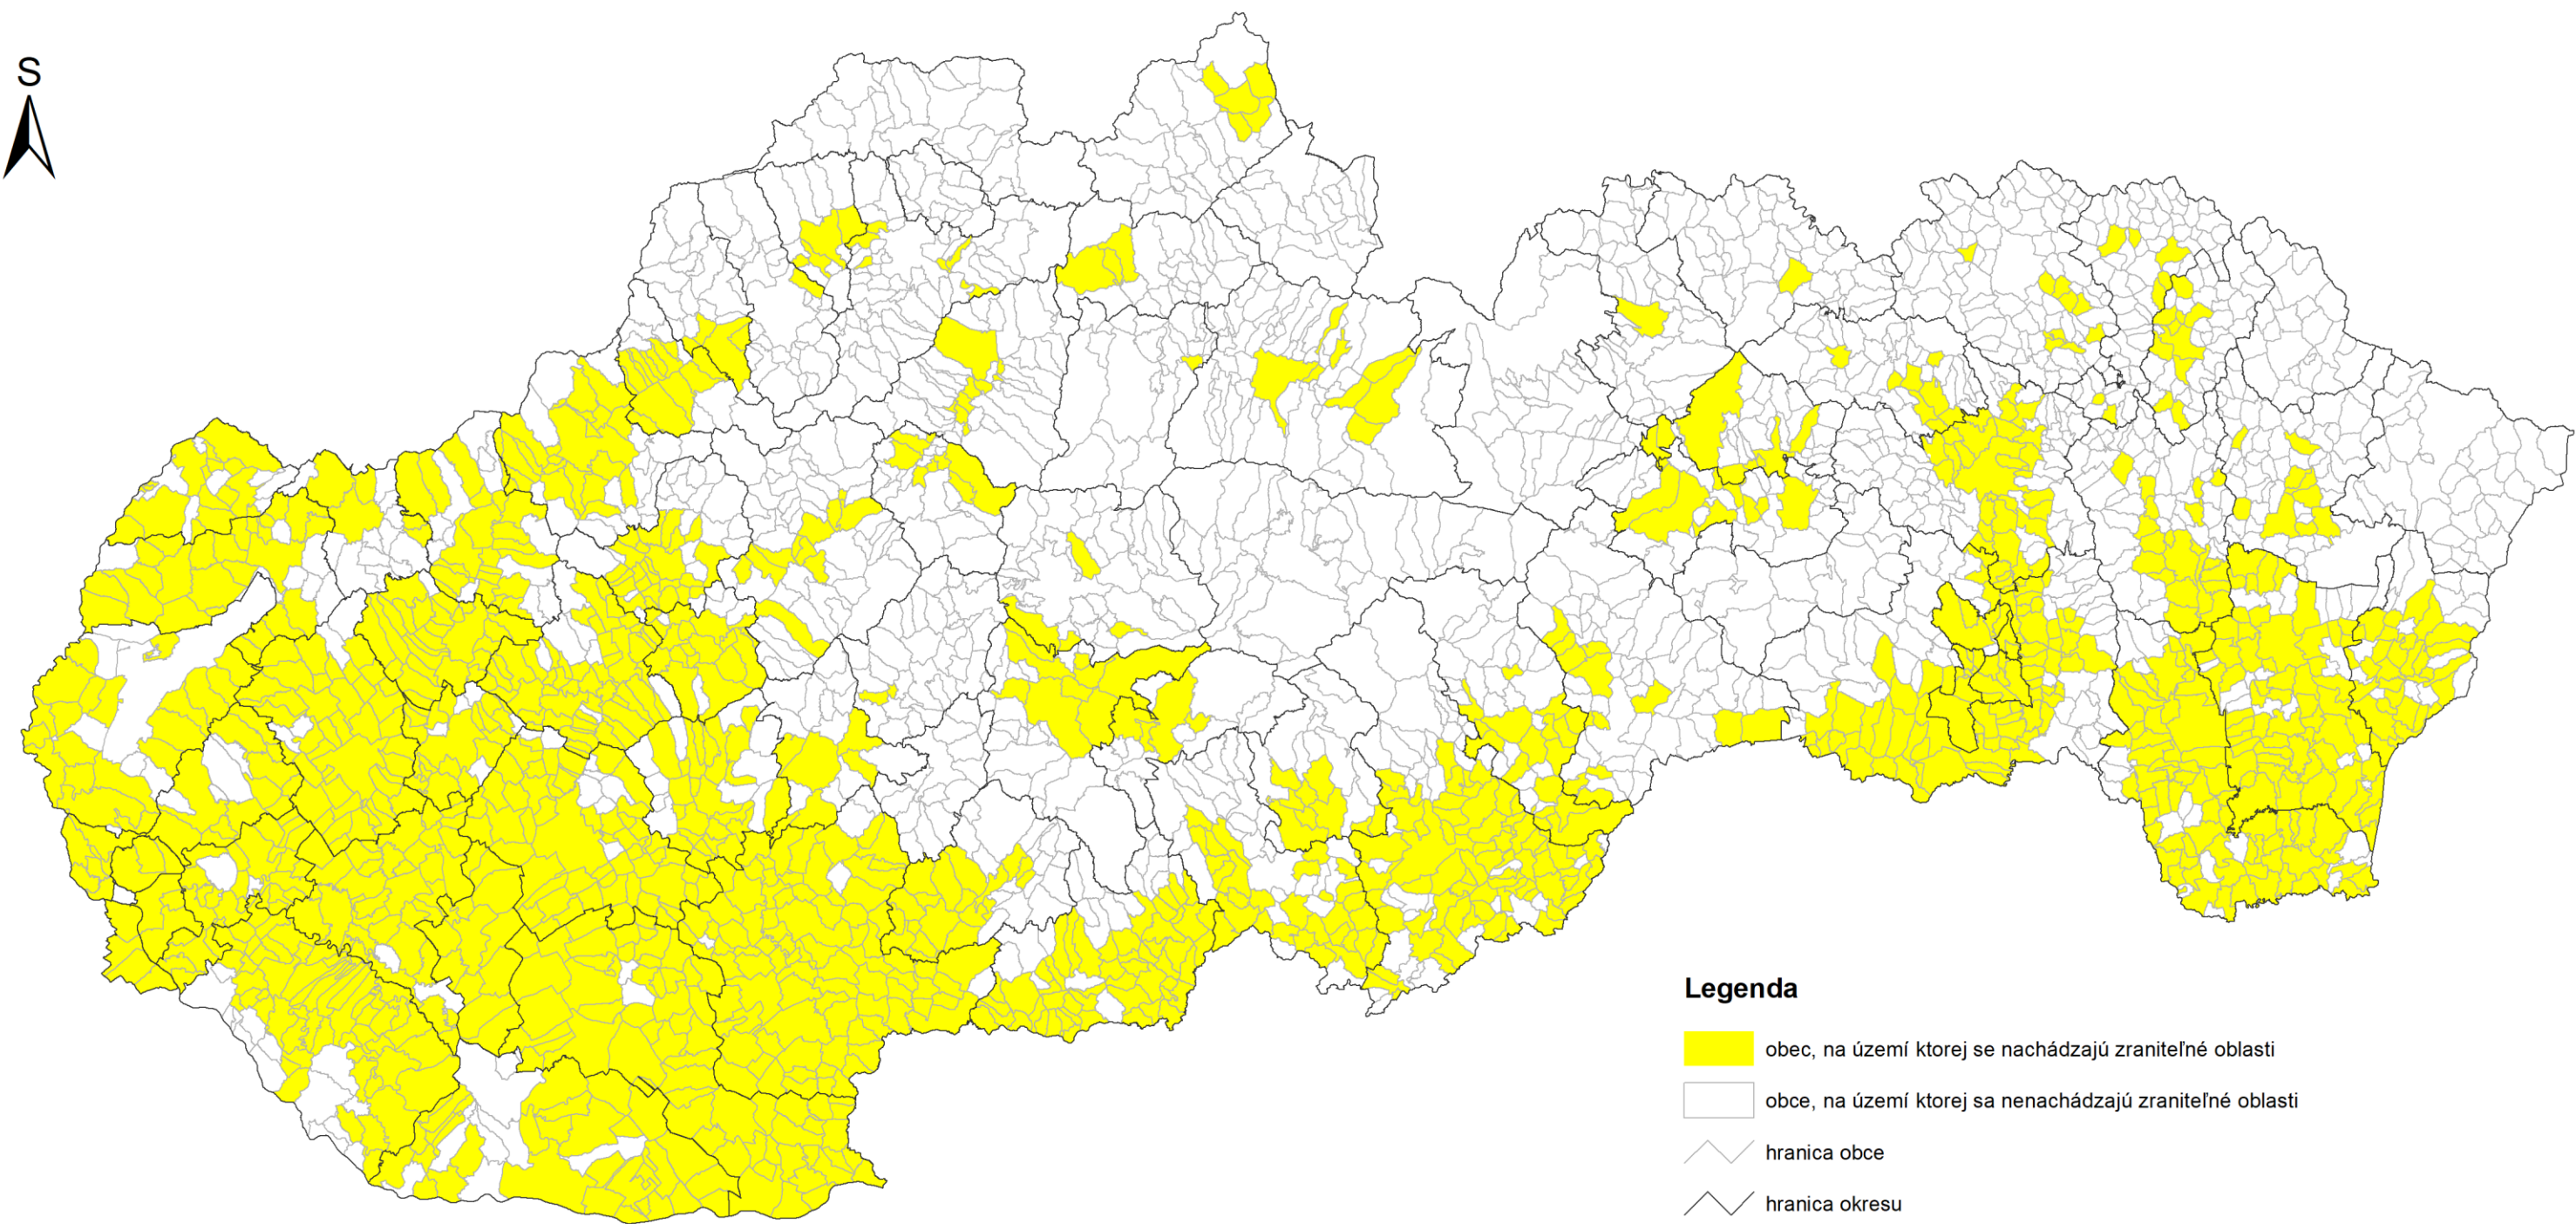 S
Legenda
obec, na území ktorej se nachádzajú zraniteľné oblasti
obce, na území ktorej sa nenachádzajú zraniteľné oblasti
hranica obce
hranica okresu